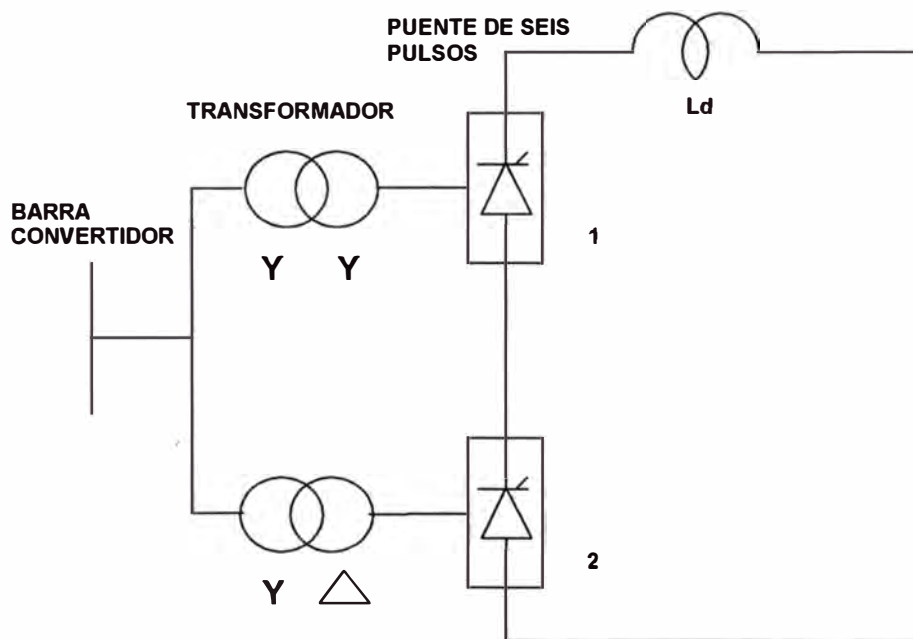 PUENTE DE SEIS
PULSOS
Ld
TRANSFORMADOR
BARRA
CONVERTIDOR
Y Y
1
Y
2